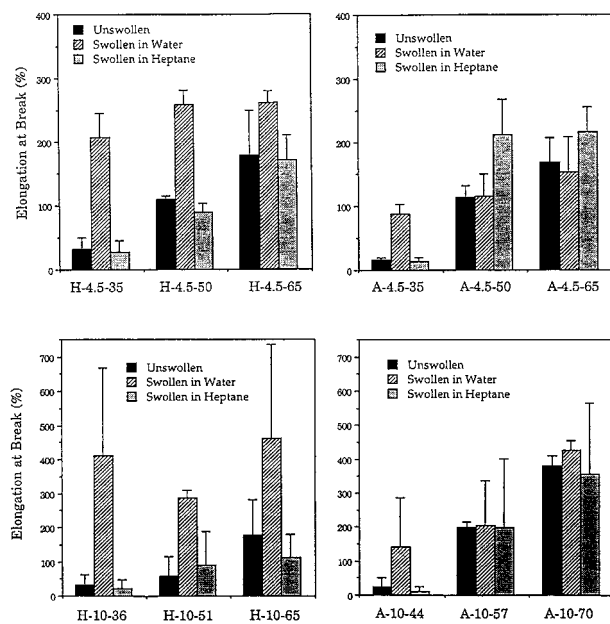 Elongation at Break (%)
400
300
200
100
0
Unswollen
Swollen in Water
Swollen in Heptane
H-4.5-35 H-4.5-50 H-4.5-65
400
300
200
100
0
Unswollen
Swollen in Water
Swollen in Heptane
A-4.5-35 A-4.5-50 A-4.5-65
Elongation at Break (%)
700
600
500
400
300
200
100
0
Unswollen
Swollen in Water
Swollen in Heptane
H-10-36 H-10-51 H-10-65
700
600
500
400
300
200
100
0
Unswollen
Swollen in Water
Swollen in Heptane
A-10-44 A-10-57 A-10-70